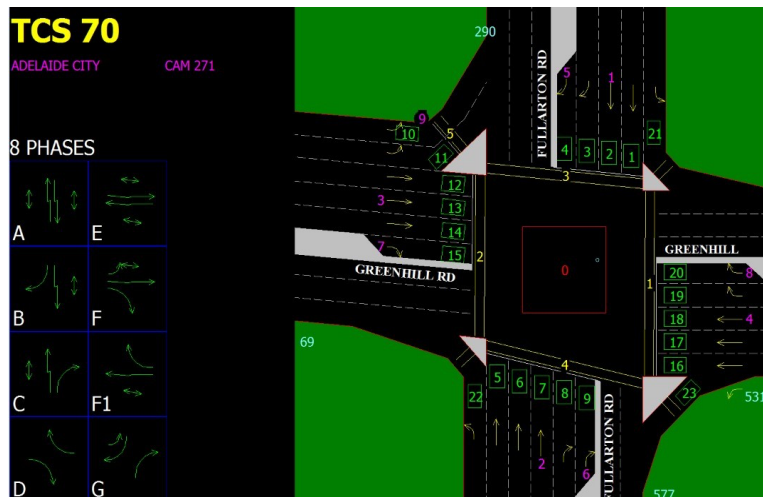 TCS 70
ADELAIDE CITY CAM 271
8 PHASES
A E
B F
C F1
D G
290
FULLARTON RD
5 1
9
10 5 21
11 4 3 2 1
12 3
3 13
14
7 15 2
GREENHILL RD
0
GREENHILL
1 20 8
19
18 4
17
16
69
4
22 5 6 7 8 9 23
531
2 6
FULLARTON RD
577